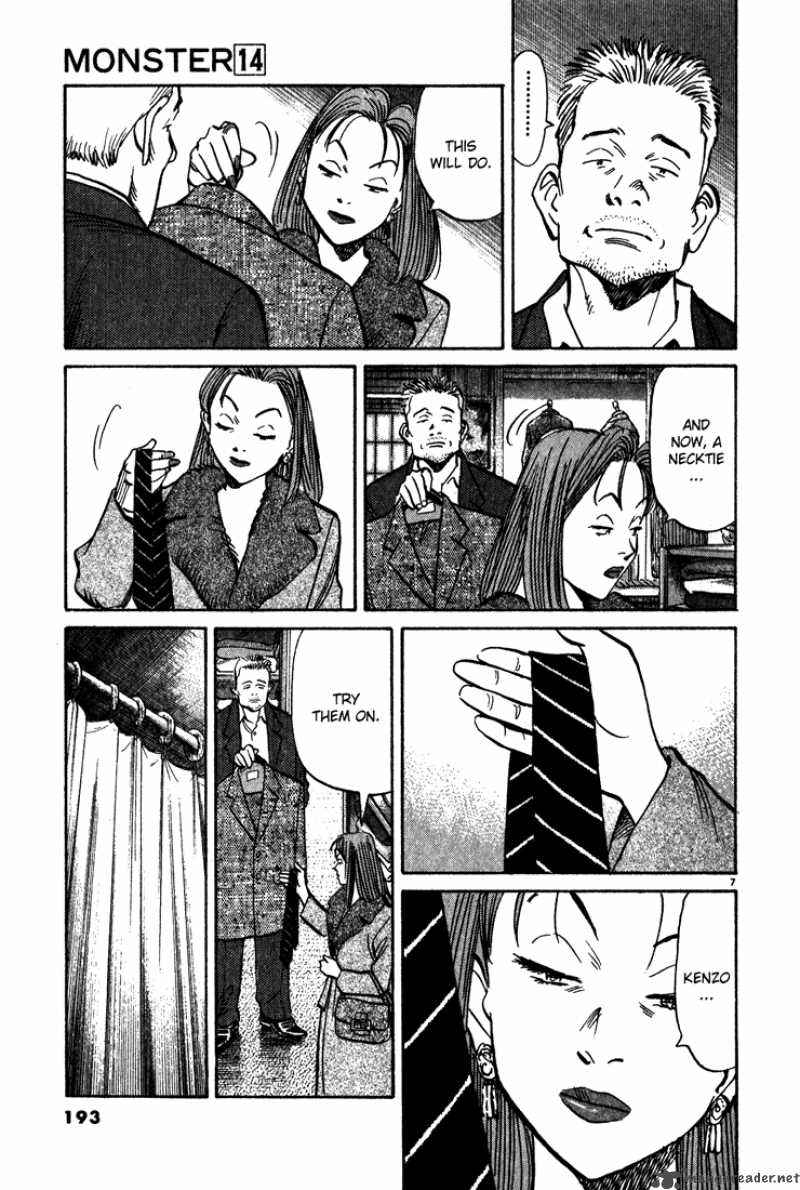 MONSTER 14
..........
THIS
WILL DO.
AND
NOW, A
NECKTIE
...
TRY
THEM ON.
7
KENZO
...
193